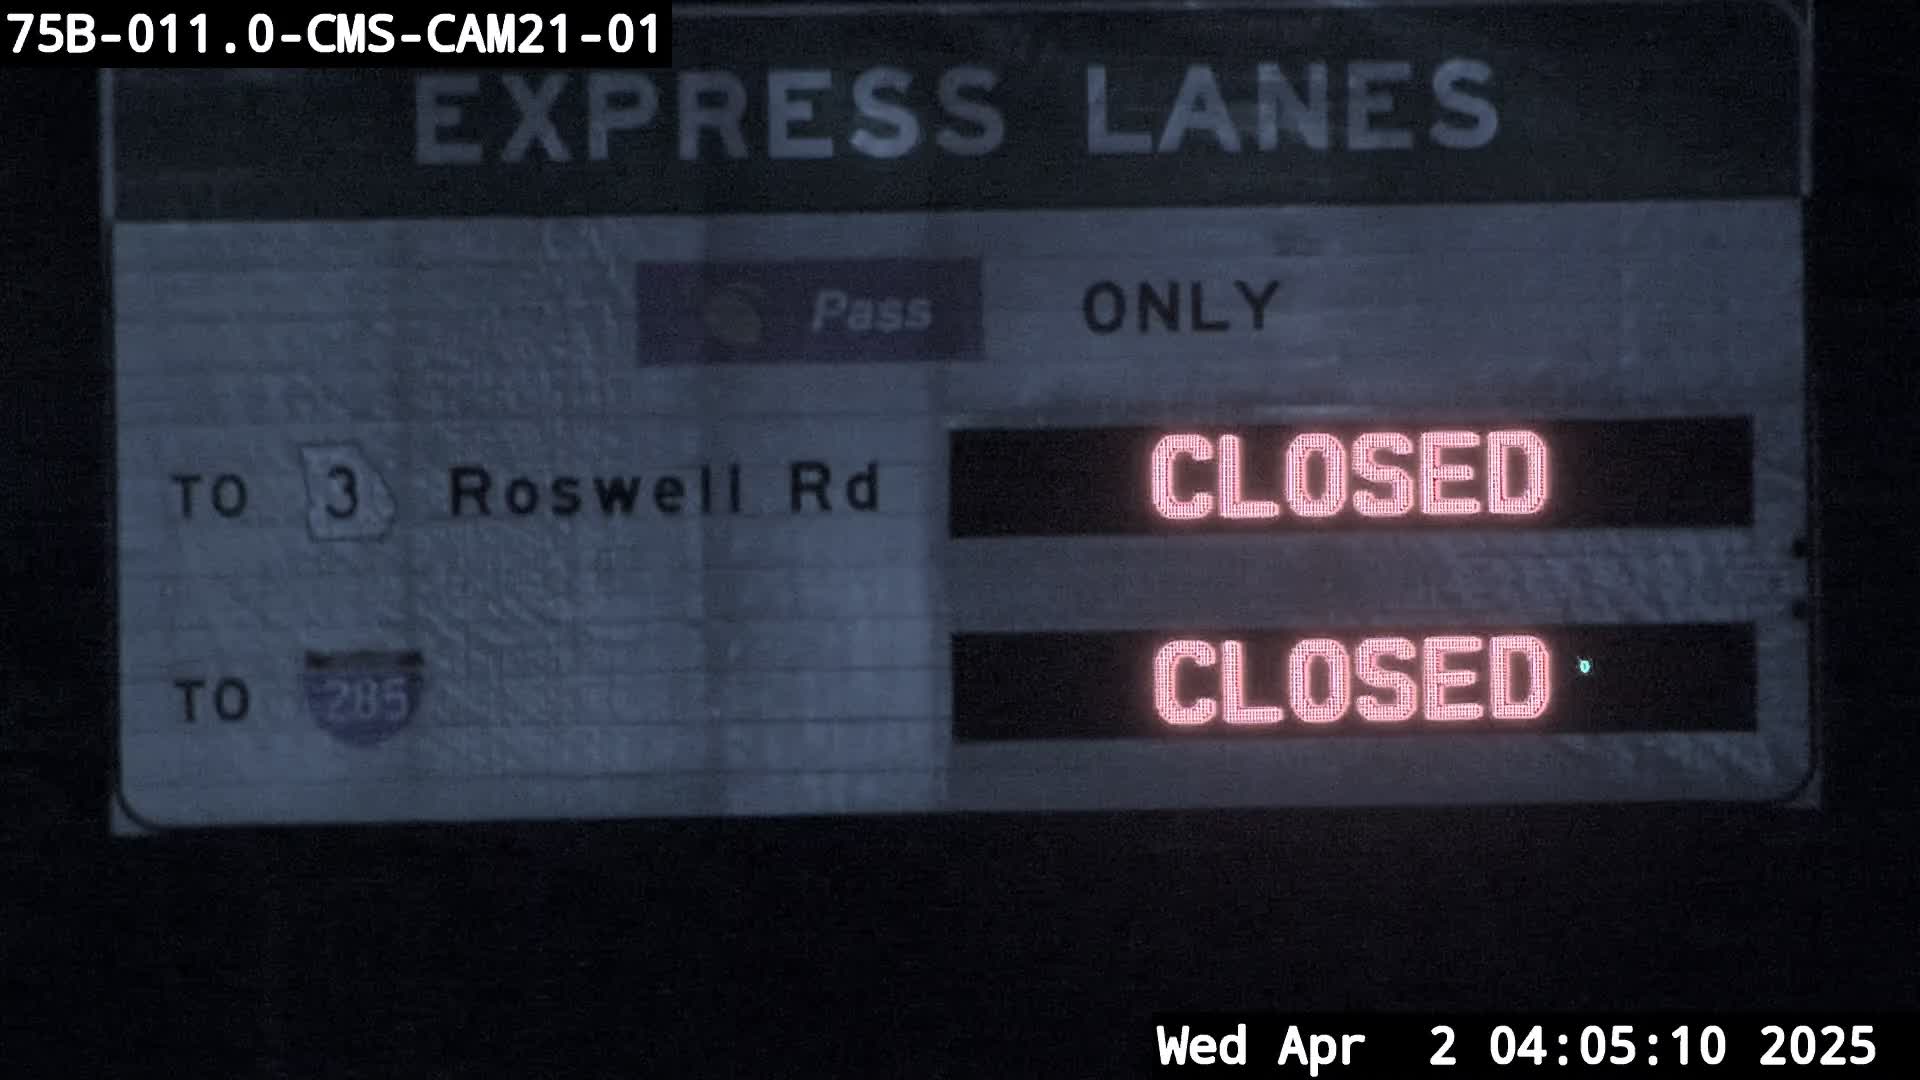 75B-011.0-CMS-CAM21-01
EXPRESS LANES
Pass ONLY
TO 3 Roswell Rd CLOSED
TO 285 CLOSED
Wed Apr 2 04:05:10 2025